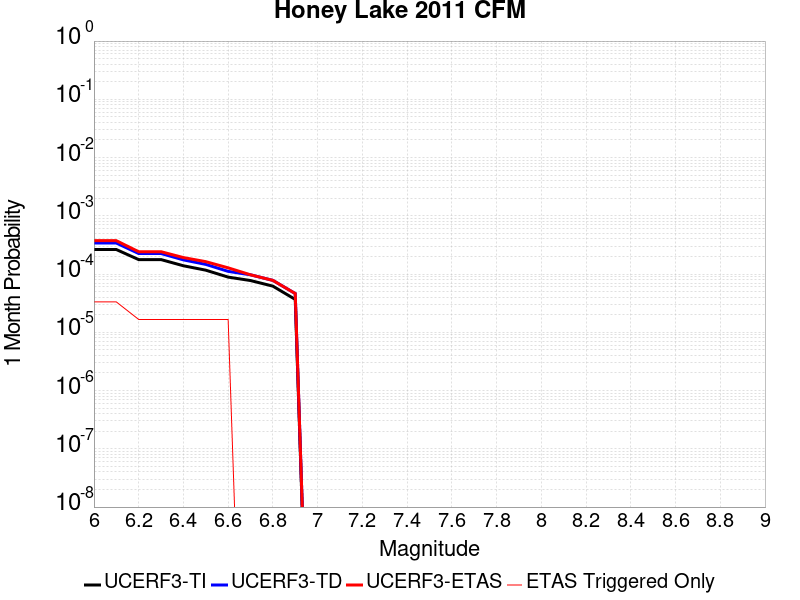 Honey Lake 2011 CFM
10^0
10^-1
10^-2
10^-3
10^-4
10^-5
10^-6
10^-7
10^-8
1 Month Probability
6 6.2 6.4 6.6 6.8 7 7.2 7.4 7.6 7.8 8 8.2 8.4 8.6 8.8 9
Magnitude
UCERF3-TI UCERF3-TD UCERF3-ETAS ETAS Triggered Only